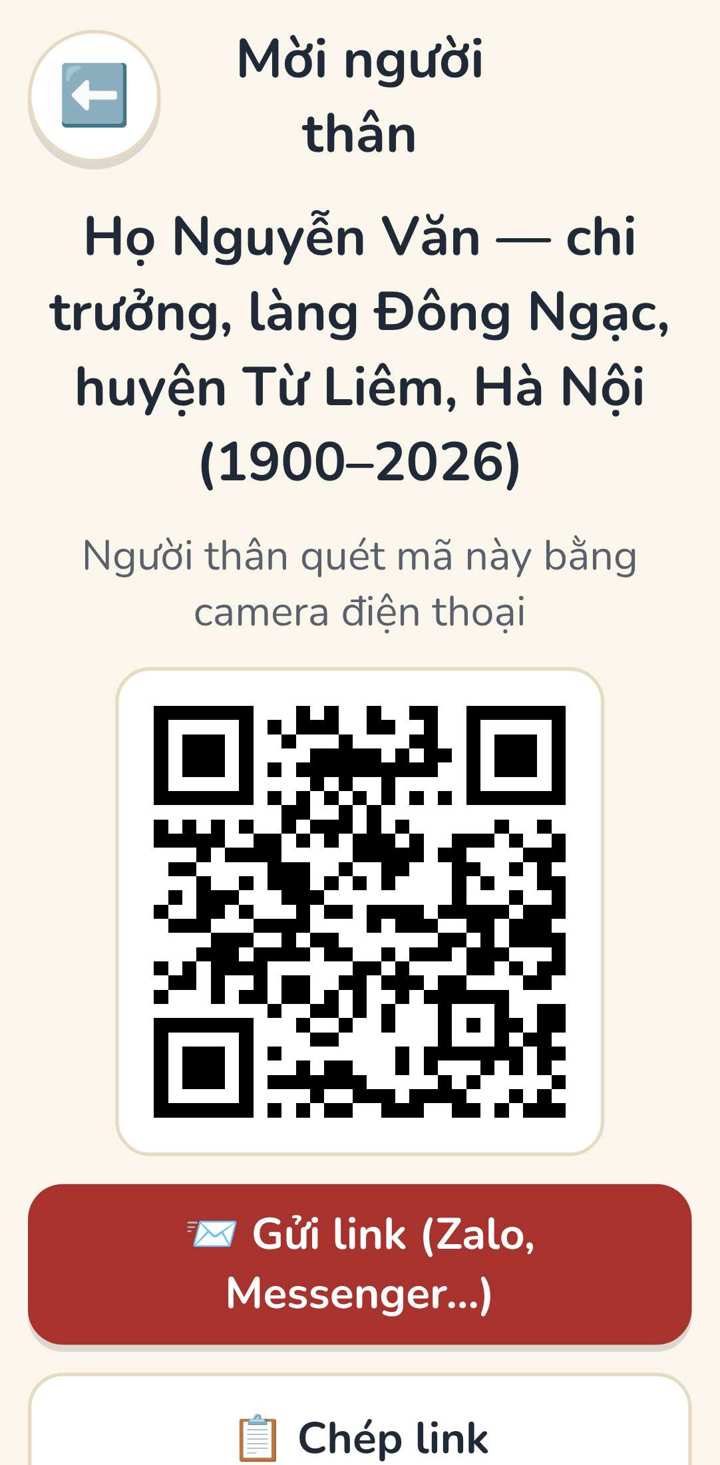 Mời người
thân
Họ Nguyễn Văn — chi
trưởng, làng Đông Ngạc,
huyện Từ Liêm, Hà Nội
(1900–2026)
Người thân quét mã này bằng
camera điện thoại
Gửi link (Zalo,
Messenger...)
Chép link